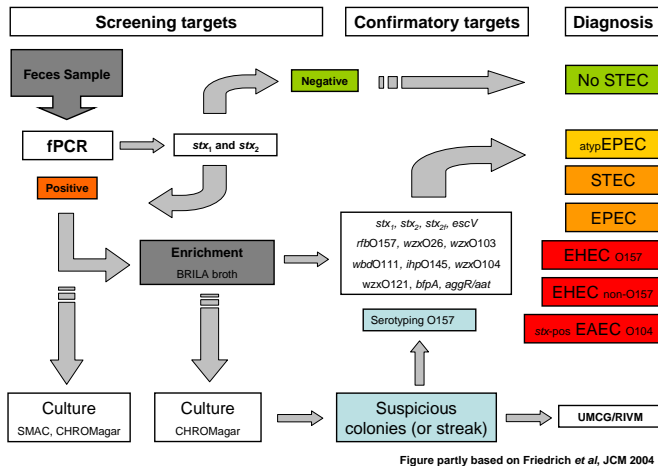 Screening targets
Confirmatory targets
Diagnosis
Feces Sample
Negative
No STEC
fPCR
stx1 and stx2
atypEPEC
Positive
STEC
EPEC
stx1, stx2, stx2f, escV
rfbO157, wzxO26, wzxO103
wbdO111, ihpO145, wzxO104
wzxO121, bfpA, aggR/aat
Enrichment
BRILA broth
EHEC O157
EHEC non-O157
Serotyping O157
stx-pos EAEC O104
Culture
SMAC, CHROMagar
Culture
CHROMagar
Suspicious
colonies (or streak)
UMCG/RIVM
Figure partly based on Friedrich et al, JCM 2004